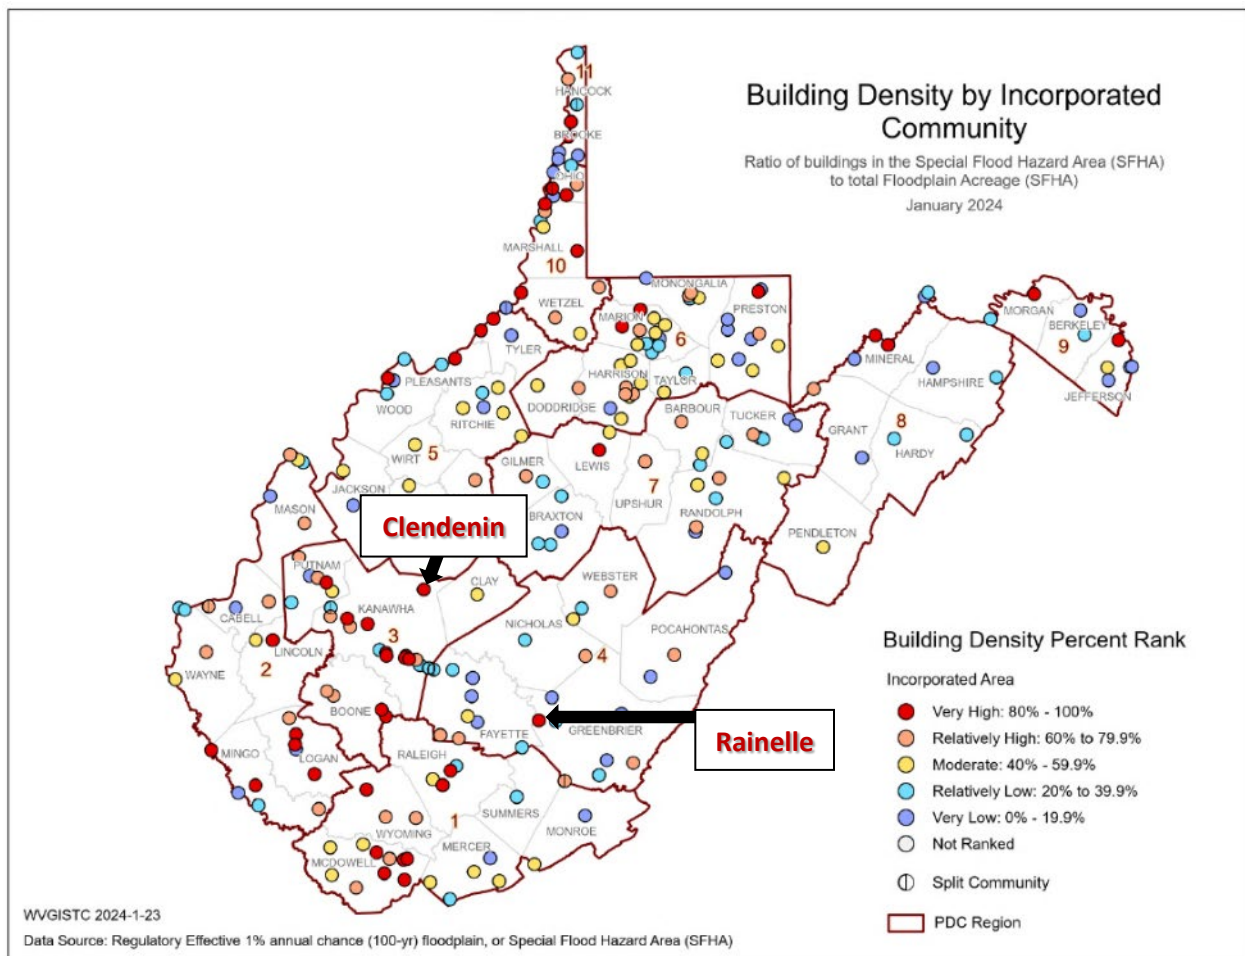 Building Density by Incorporated
Community
Ratio of buildings in the Special Flood Hazard Area (SFHA)
to total Floodplain Acreage (SFHA)
January 2024
11
HANCOCK
BROOKE
OHIO
MARSHALL
10
WETZEL
MONONGALIA
PRESTON
MARION
6
TYLER
MORGAN
BERKELEY
9
JEFFERSON
MINERAL
HAMPSHIRE
PLEASANTS
WOOD
HARRISON
TAYLOR
DODDRIDGE
BARBOUR
TUCKER
GRANT
8
HARDY
RITCHIE
WIRT
5
GILMER
LEWIS
7
UPSHUR
RANDOLPH
JACKSON
MASON
Clendenin
BRAXTON
PENDLETON
PUTNAM
CLAY
WEBSTER
KANAWHA
CABELL
NICHOLAS
POCAHONTAS
3
4
LINCOLN
2
WAYNE
BOONE
FAYETTE
GREENBRIER
Rainelle
MINGO
LOGAN
RALEIGH
SUMMERS
WYOMING
1
MONROE
MERCER
MCDOWELL
Building Density Percent Rank
Incorporated Area
Very High: 80% - 100%
Relatively High: 60% to 79.9%
Moderate: 40% - 59.9%
Relatively Low: 20% to 39.9%
Very Low: 0% - 19.9%
Not Ranked
Split Community
PDC Region
WVGISTC 2024-1-23
Data Source: Regulatory Effective 1% annual chance (100-yr) floodplain, or Special Flood Hazard Area (SFHA)